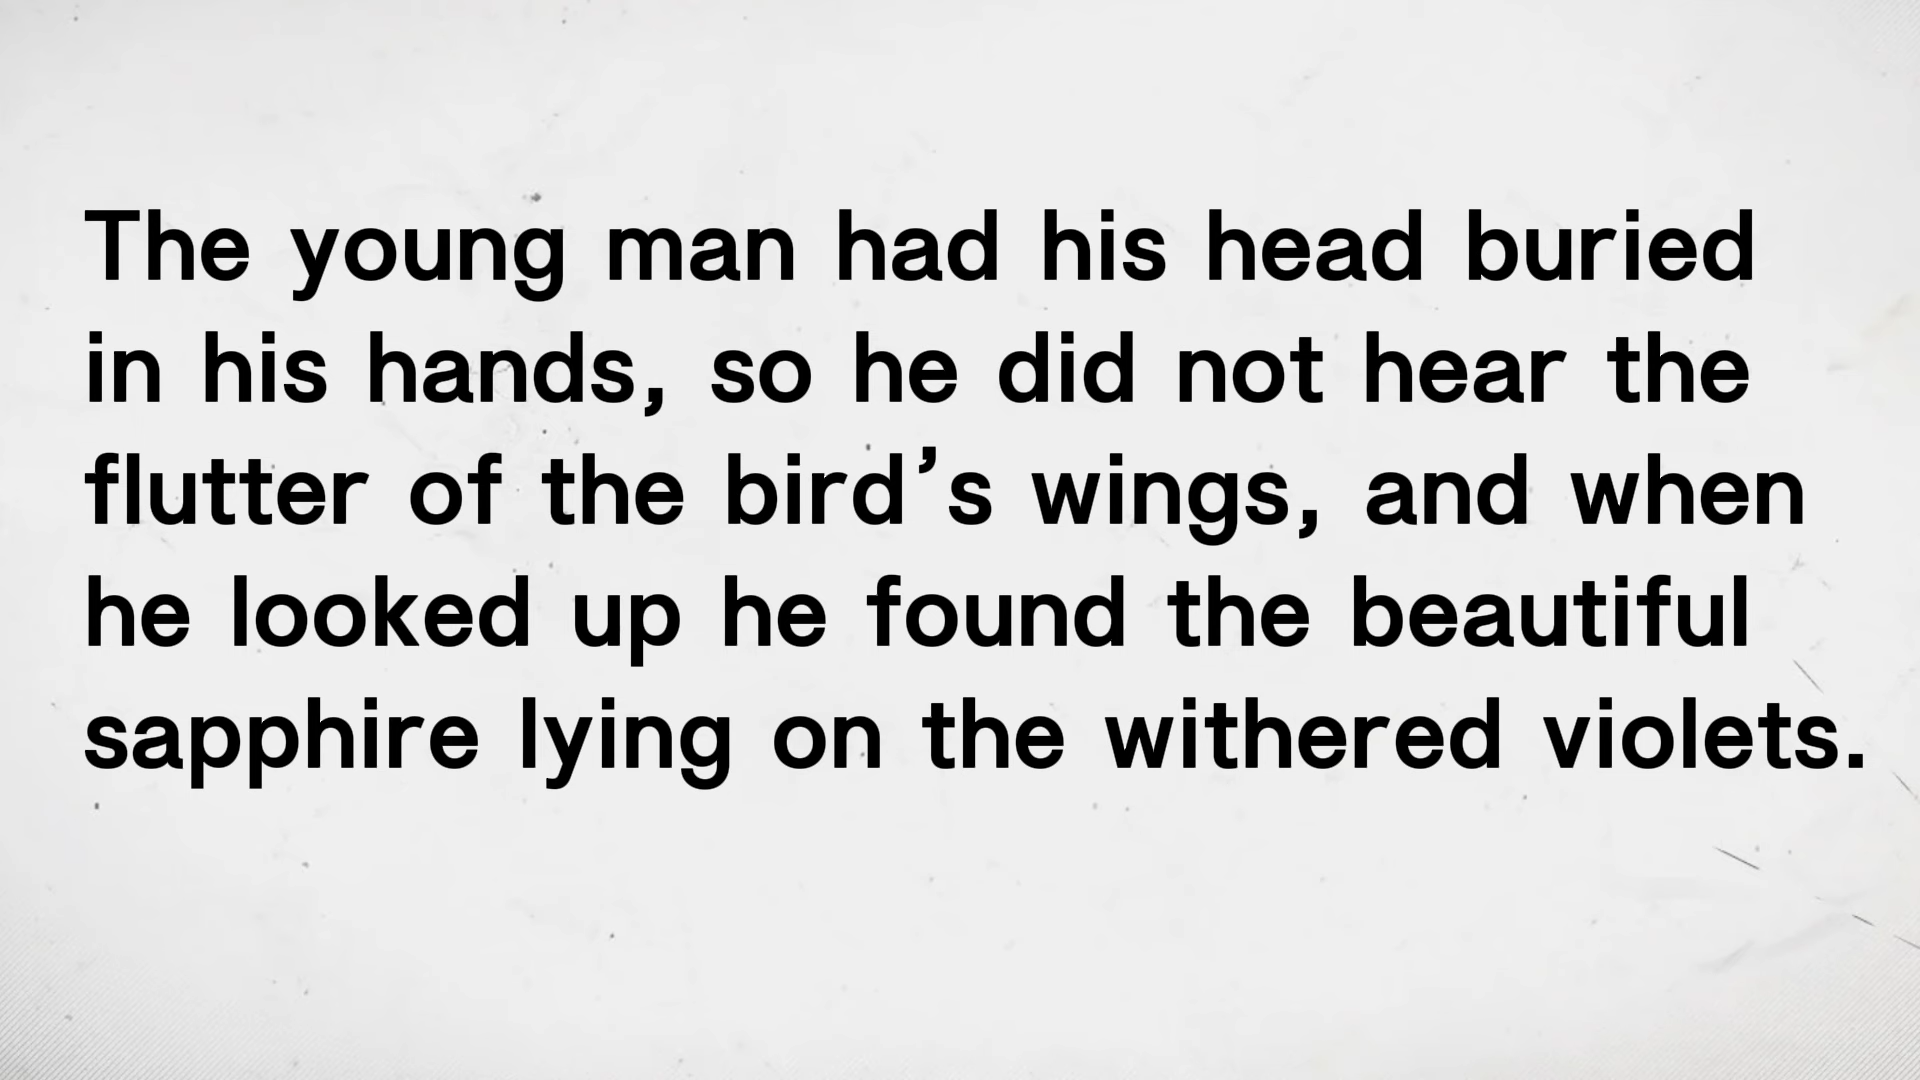 The young man had his head buried
in his hands, so he did not hear the
flutter of the bird’s wings, and when
he looked up he found the beautiful
sapphire lying on the withered violets.